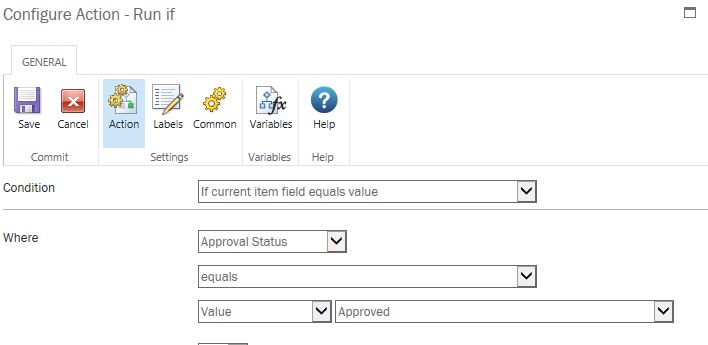 Configure Action - Run if
GENERAL
Save Cancel Action Labels Common Variables Help
Commit Settings Variables Help
Condition If current item field equals value
Where Approval Status
equals
Value Approved